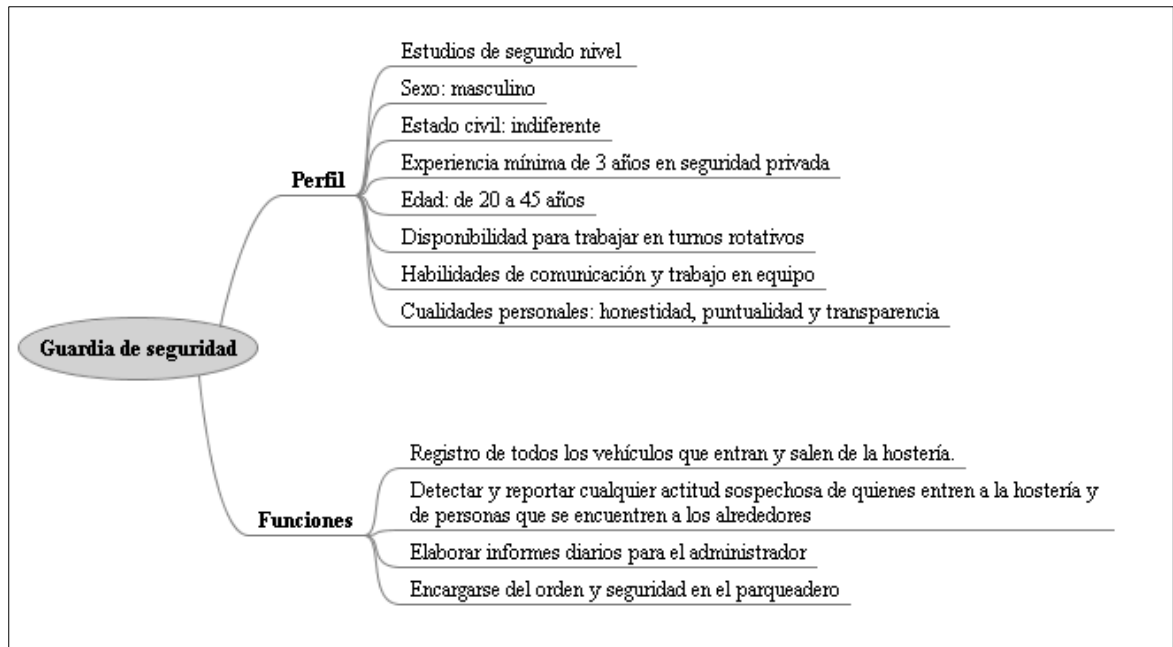 Estudios de segundo nivel
Sexo: masculino
Estado civil: indiferente
Experiencia mínima de 3 años en seguridad privada
Perfil
Edad: de 20 a 45 años
Disponibilidad para trabajar en turnos rotativos
Habilidades de comunicación y trabajo en equipo
Cualidades personales: honestidad, puntualidad y transparencia
Guardia de seguridad
Registro de todos los vehículos que entran y salen de la hostería.
Detectar y reportar cualquier actitud sospechosa de quienes entren a la hostería y
de personas que se encuentren a los alrededores
Funciones
Elaborar informes diarios para el administrador
Encargarse del orden y seguridad en el parqueadero